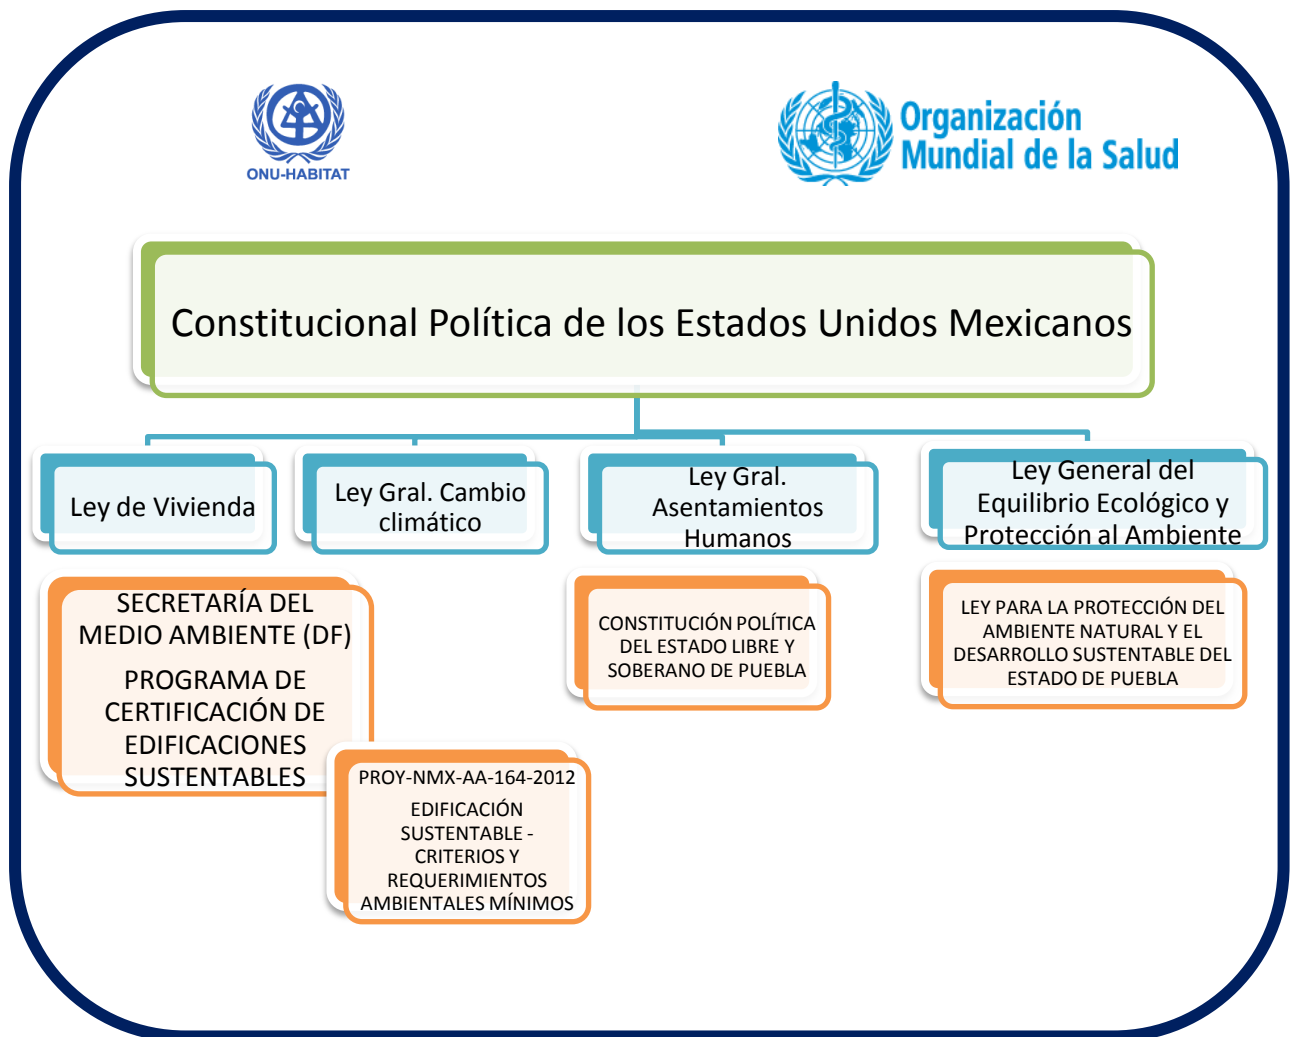 ONU-HABITAT
Organización
Mundial de la Salud
Constitucional Política de los Estados Unidos Mexicanos
Ley de Vivienda
Ley Gral. Cambio
climático
Ley Gral.
Asentamientos
Humanos
Ley General del
Equilibrio Ecológico y
Protección al Ambiente
SECRETARÍA DEL
MEDIO AMBIENTE (DF)
PROGRAMA DE
CERTIFICACIÓN DE
EDIFICACIONES
SUSTENTABLES
PROY-NMX-AA-164-2012
EDIFICACIÓN
SUSTENTABLE -
CRITERIOS Y
REQUERIMIENTOS
AMBIENTALES MÍNIMOS
CONSTITUCIÓN POLÍTICA
DEL ESTADO LIBRE Y
SOBERANO DE PUEBLA
LEY PARA LA PROTECCIÓN DEL
AMBIENTE NATURAL Y EL
DESARROLLO SUSTENTABLE DEL
ESTADO DE PUEBLA